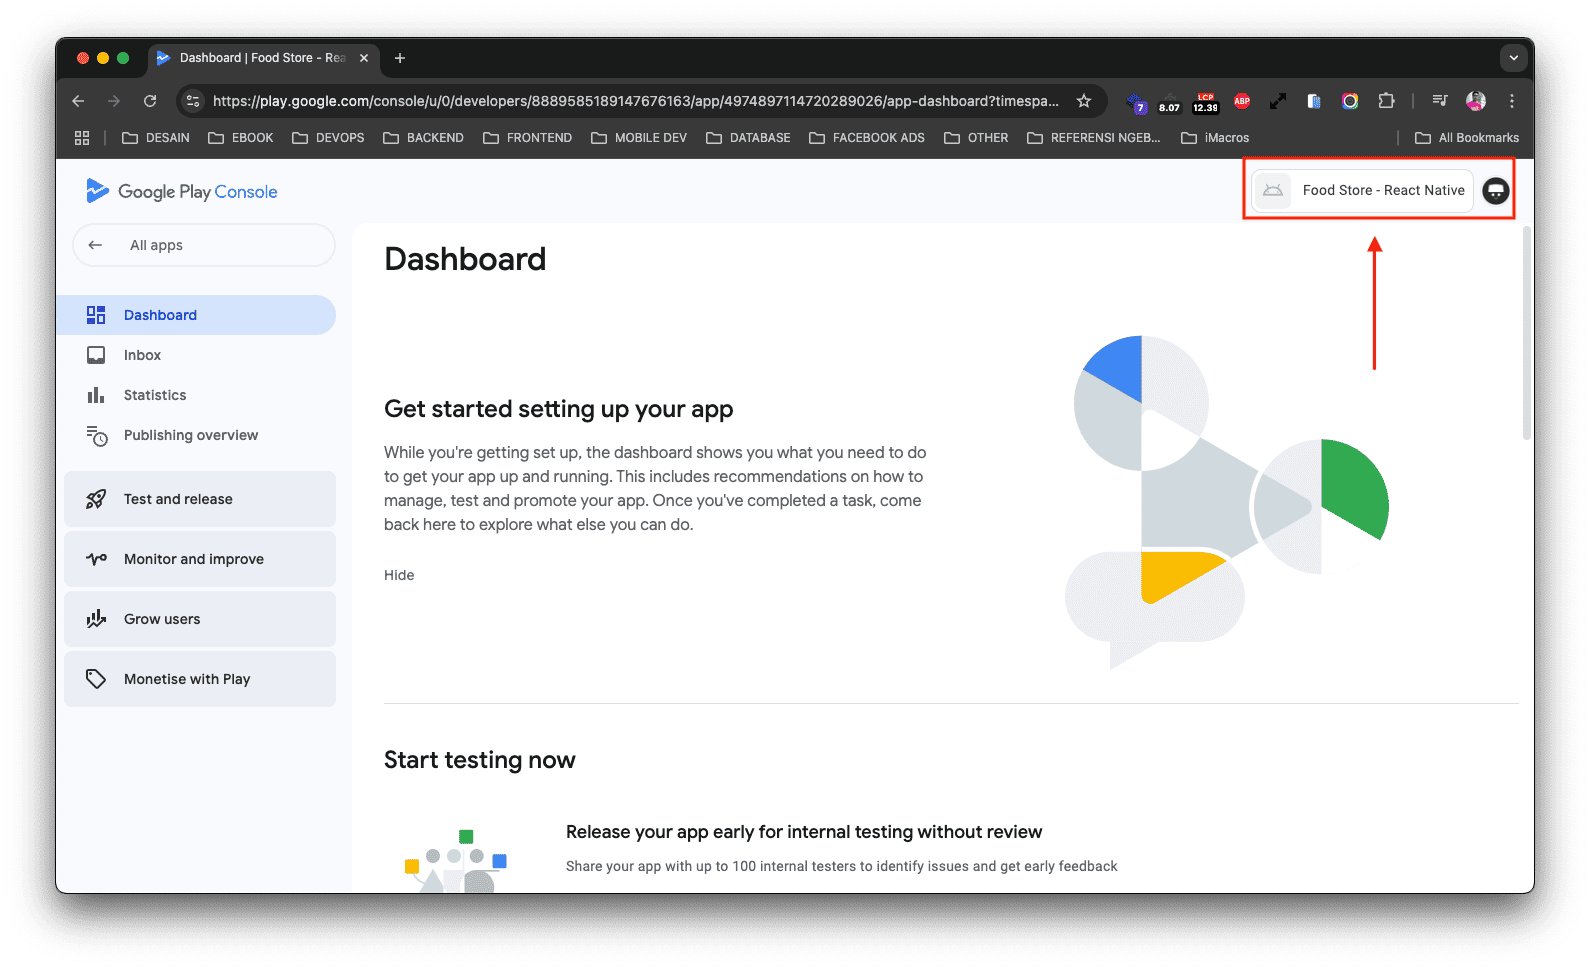 Dashboard | Food Store - Rea
https://play.google.com/console/u/0/developers/8889585189147676163/app/4974897114720289026/app-dashboard?timespa...
7
8.07
LCP
12.39
ABP
DESAIN
EBOOK
DEVOPS
BACKEND
FRONTEND
MOBILE DEV
DATABASE
FACEBOOK ADS
OTHER
REFERENSI NGEB...
iMacros
All Bookmarks
Google Play Console
Food Store - React Native
All apps
Dashboard
Inbox
Statistics
Publishing overview
Test and release
Monitor and improve
Grow users
Monetise with Play
Dashboard
Get started setting up your app
While you're getting set up, the dashboard shows you what you need to do
to get your app up and running. This includes recommendations on how to
manage, test and promote your app. Once you've completed a task, come
back here to explore what else you can do.
Hide
Start testing now
Release your app early for internal testing without review
Share your app with up to 100 internal testers to identify issues and get early feedback